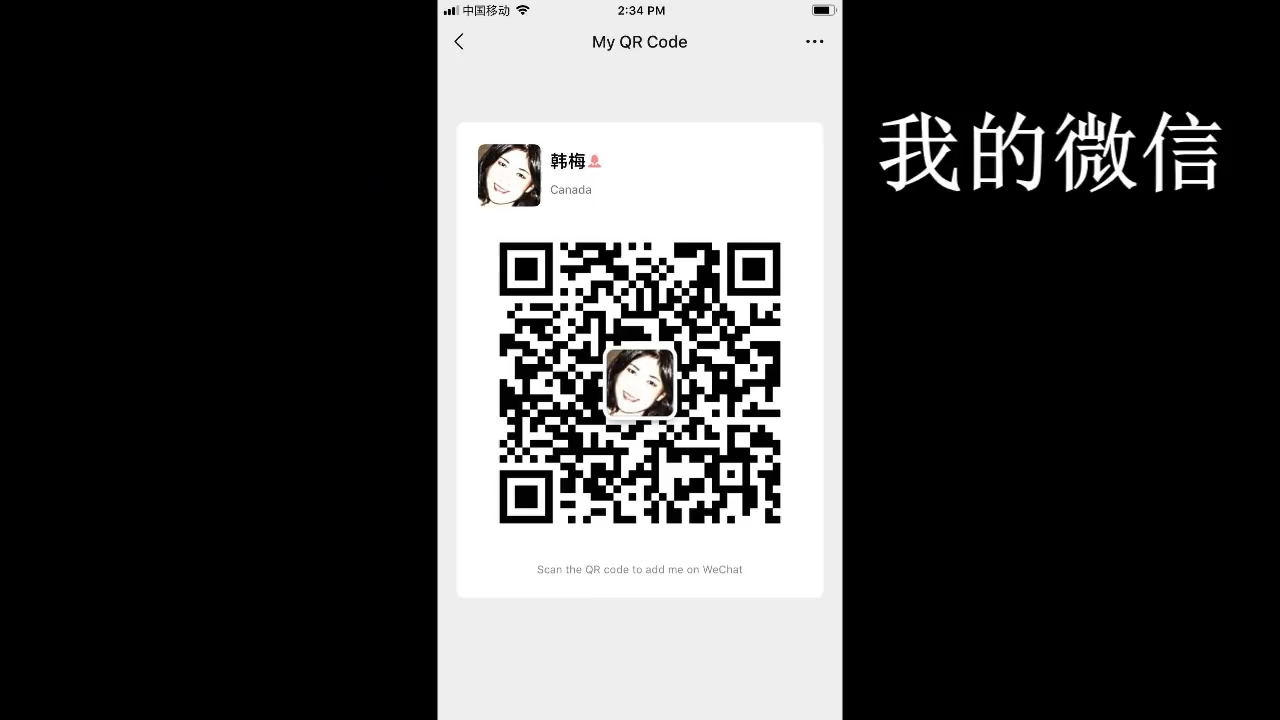 中国移动
2:34 PM
My QR Code
我的微信
韩梅
Canada
Scan the QR code to add me on WeChat